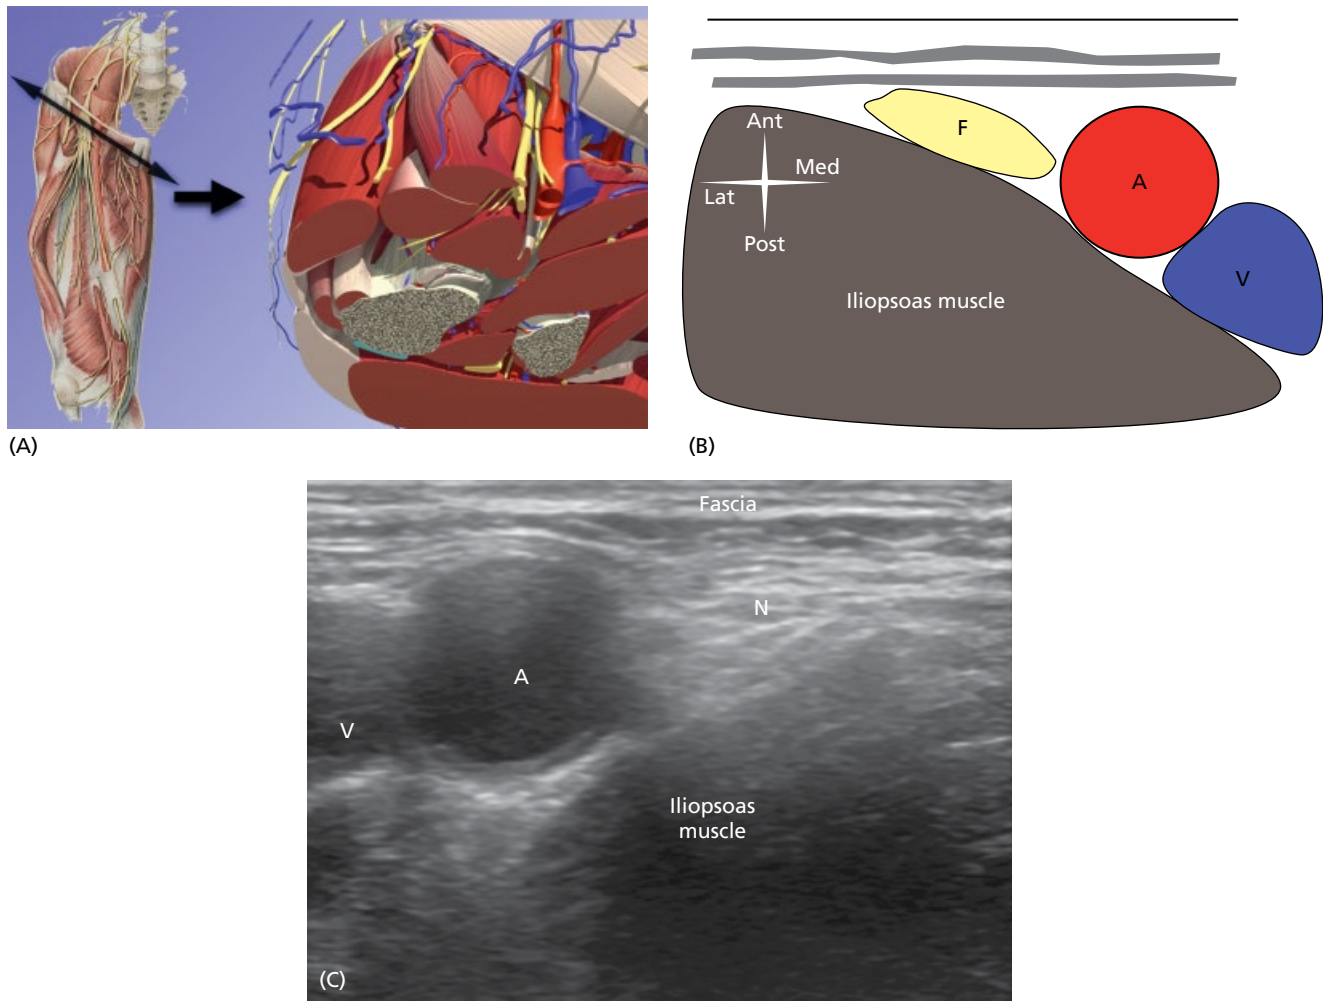 Ant
Med
Lat
Post
F
A
V
Iliopsoas muscle
(A)
(B)
Fascia
N
A
V
Iliopsoas
muscle
(C)